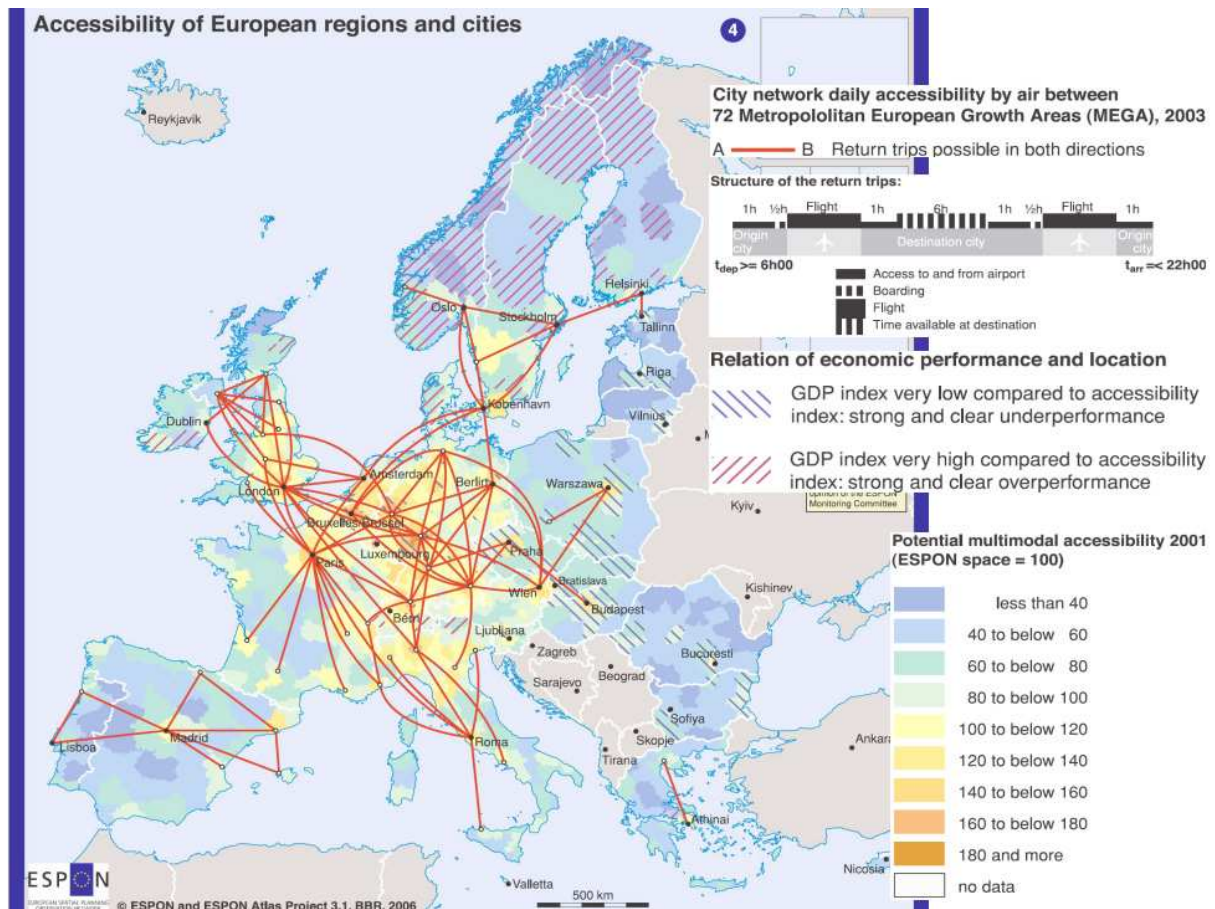 Accessibility of European regions and cities
4
City network daily accessibility by air between
72 Metropololitan European Growth Areas (MEGA), 2003
A B Return trips possible in both directions
Structure of the return trips:
1h ½h Flight 1h 6h 1h ½h Flight 1h
Origin city
Destination city
Origin city
tdep >= 6h00
tarr =< 22h00
Access to and from airport
Boarding
Flight
Time available at destination
Relation of economic performance and location
GDP index very low compared to accessibility
index: strong and clear underperformance
GDP index very high compared to accessibility
index: strong and clear overperformance
opinion of the ESPON
Monitoring Committee
Potential multimodal accessibility 2001
(ESPON space = 100)
less than 40
40 to below 60
60 to below 80
80 to below 100
100 to below 120
120 to below 140
140 to below 160
160 to below 180
180 and more
no data
Reykjavik
Oslo
Stockholm
Helsinki
Tallinn
Riga
Vilnius
København
Dublin
London
Amsterdam
Berlin
Warszawa
Bruxelles/Brussel
Luxembourg
Paris
Praha
Kyiv
Wien
Bratislava
Budapest
Kishinev
Bern
Ljubljana
Zagreb
Beograd
Bucuresti
Sarajevo
Sofiya
Skopje
Tirana
Roma
Madrid
Lisboa
Ankara
Athinai
Valletta
Nicosia
ESPON
© ESPON and ESPON Atlas Project 3.1, BBR, 2006
500 km